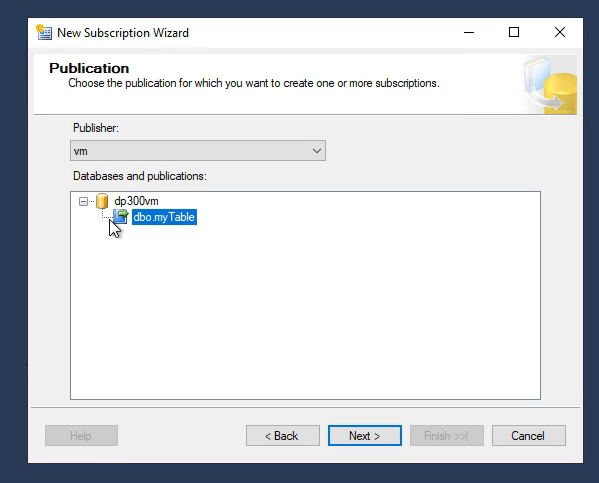 New Subscription Wizard
Publication
Choose the publication for which you want to create one or more subscriptions.
Publisher:
vm
Databases and publications:
dp300vm
dbo.myTable
Help
< Back
Next >
Finish >>|
Cancel